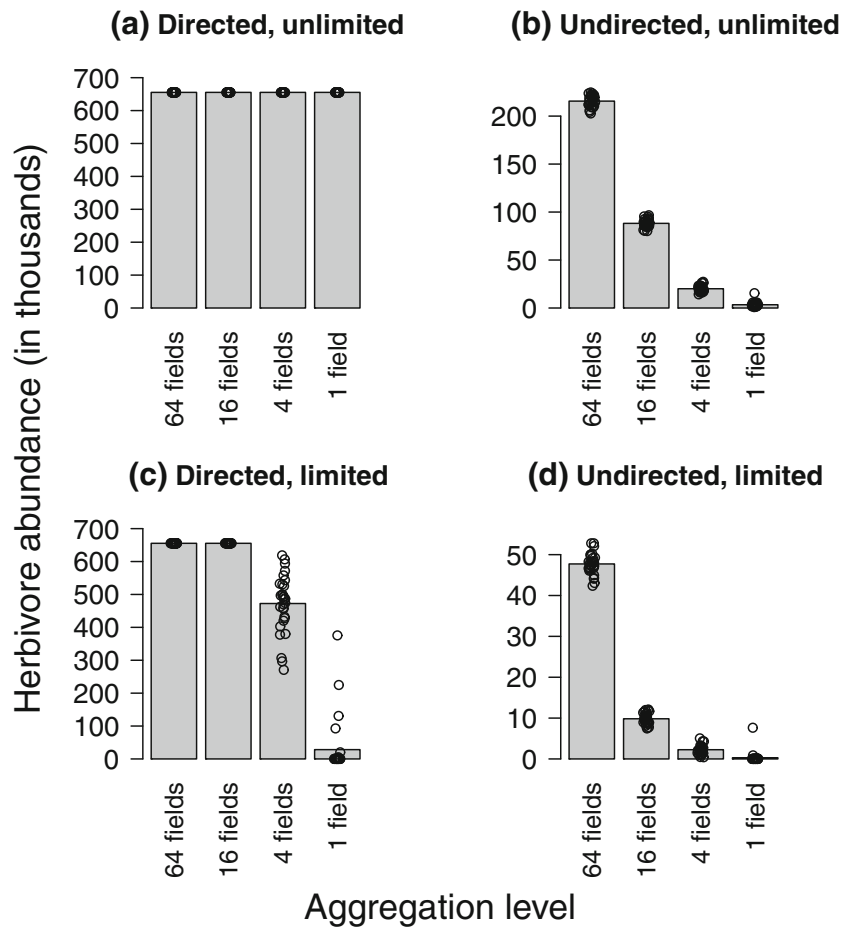 (a) Directed, unlimited
(b) Undirected, unlimited
Herbivore abundance (in thousands)
700
600
500
400
300
200
100
0
64 fields
16 fields
4 fields
1 field
200
150
100
50
0
64 fields
16 fields
4 fields
1 field
(c) Directed, limited
(d) Undirected, limited
700
600
500
400
300
200
100
0
64 fields
16 fields
4 fields
1 field
50
40
30
20
10
0
64 fields
16 fields
4 fields
1 field
Aggregation level